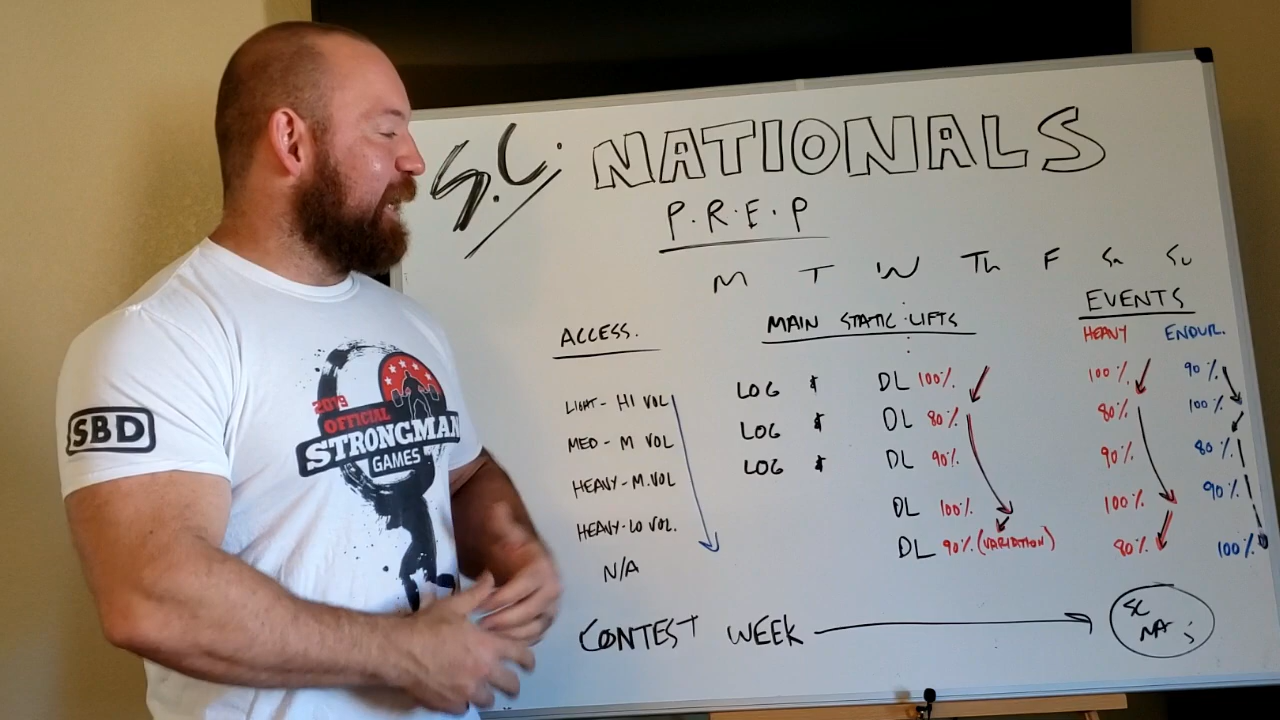 S.C. NATIONALS
P.R.E.P
M T W Th F Sa Su
ACCESS. MAIN STATIC LIFTS EVENTS
HEAVY ENDUR.
LIGHT - HI VOL LOG $ DL 100% 100% 90%
MED - M VOL LOG $ DL 80% 80% 100%
HEAVY - M.VOL LOG $ DL 90% 90% 80%
HEAVY - LO VOL. DL 100% 100% 90%
N/A DL 90% (VARIATION) 80% 100%
CONTEST WEEK SC
SBD
2019
OFFICIAL
STRONGMAN
GAMES